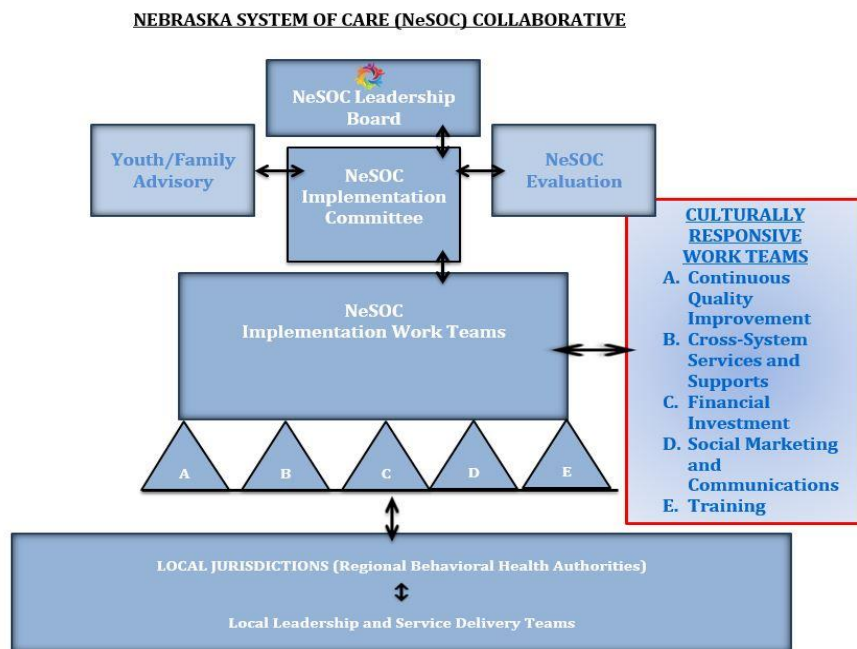 NEBRASKA SYSTEM OF CARE (NeSOC) COLLABORATIVE
NeSOC Leadership
Board
Youth/Family
Advisory
NeSOC
Implementation
Committee
NeSOC
Evaluation
NeSOC
Implementation Work Teams
CULTURALLY
RESPONSIVE
WORK TEAMS
A. Continuous
Quality
Improvement
B. Cross-System
Services and
Supports
C. Financial
Investment
D. Social Marketing
and
Communications
E. Training
A
B
C
D
E
LOCAL JURISDICTIONS (Regional Behavioral Health Authorities)
Local Leadership and Service Delivery Teams